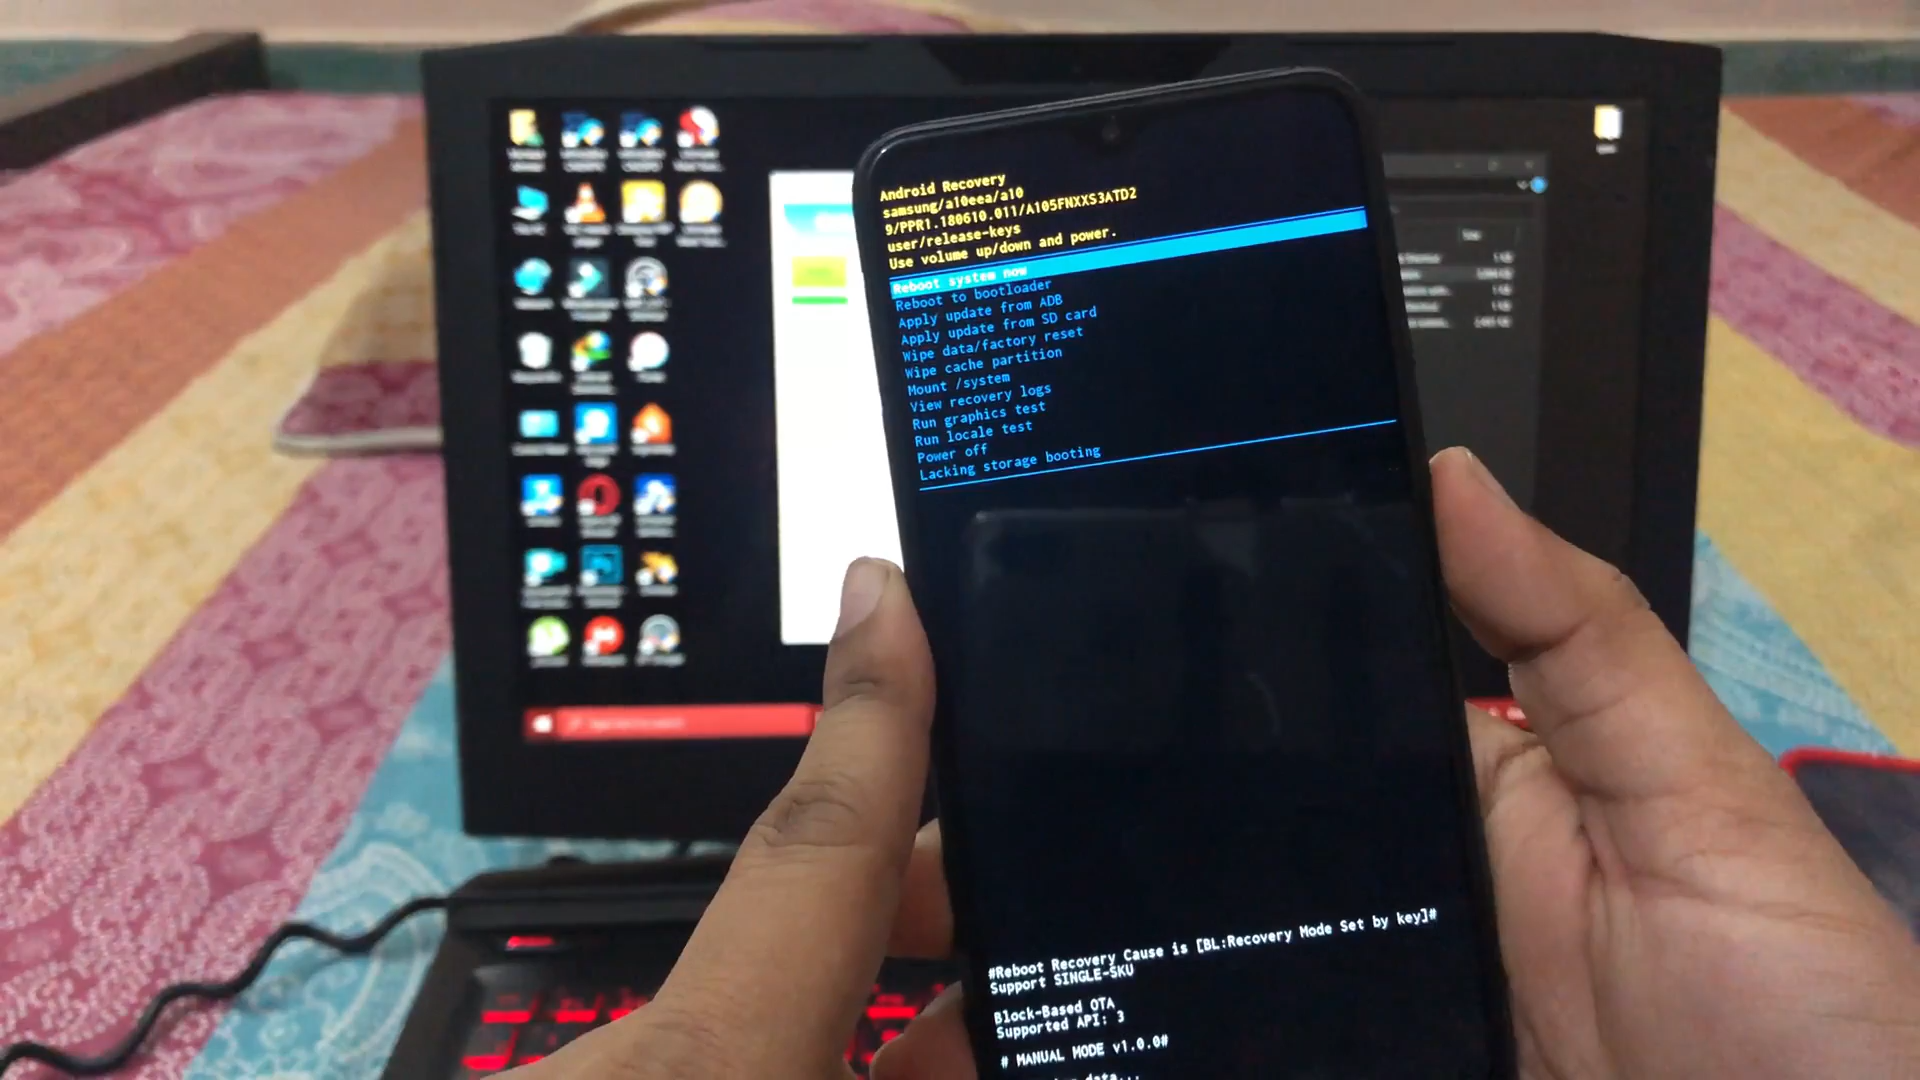 Android Recovery
samsung/a10eea/a10
9/PPR1.180610.011/A105FNXXS3ATD2
user/release-keys
Use volume up/down and power.
Reboot system now
Reboot to bootloader
Apply update from ADB
Apply update from SD card
Wipe data/factory reset
Wipe cache partition
Mount /system
View recovery logs
Run graphics test
Run locale test
Power off
Lacking storage booting
#Reboot Recovery Cause is [BL:Recovery Mode Set by key]#
Support SINGLE-SKU
Block-Based OTA
Supported API: 3
# MANUAL MODE v1.0.0#
data...